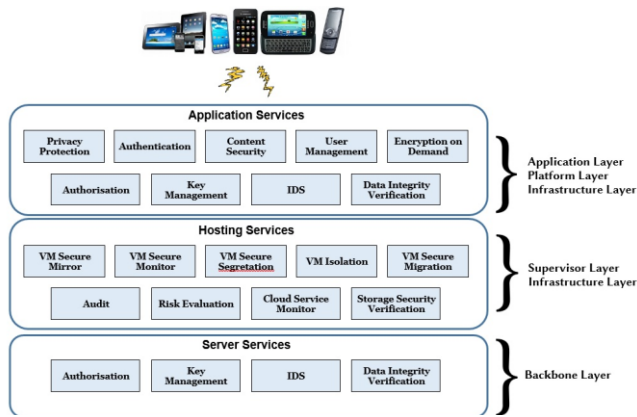 Application Services
Privacy
Protection
Authentication
Content
Security
User
Management
Encryption on
Demand
Authorisation
Key
Management
IDS
Data Integrity
Verification
Application Layer
Platform Layer
Infrastructure Layer
Hosting Services
VM Secure
Mirror
VM Secure
Monitor
VM Secure
Segretation
VM Isolation
VM Secure
Migration
Audit
Risk Evaluation
Cloud Service
Monitor
Storage Security
Verification
Supervisor Layer
Infrastructure Layer
Server Services
Authorisation
Key
Management
IDS
Data Integrity
Verification
Backbone Layer